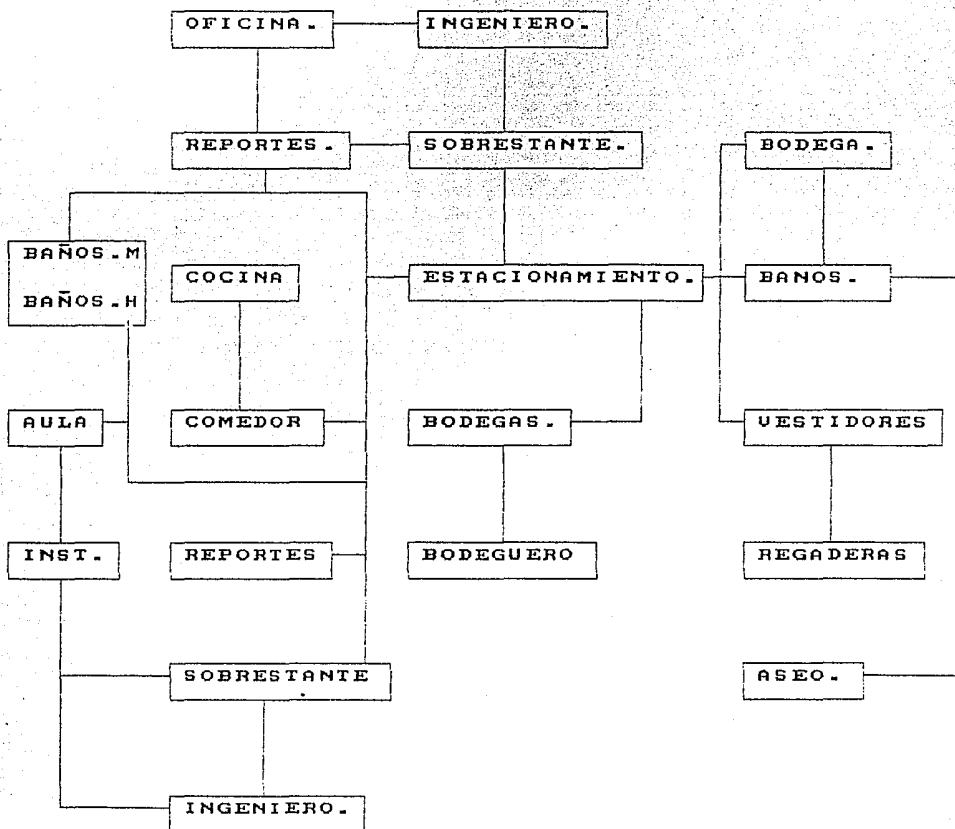 OFICINA.
INGENIERO.
REPORTES.
SOBRESTANTE.
BODEGA.
BAÑOS.M
BAÑOS.H
COCINA
ESTACIONAMIENTO.
BANOS.
AULA
COMEDOR
BODEGAS.
VESTIDORES
INST.
REPORTES
BODEGUERO
REGADERAS
SOBRESTANTE
.
ASEO.
INGENIERO.